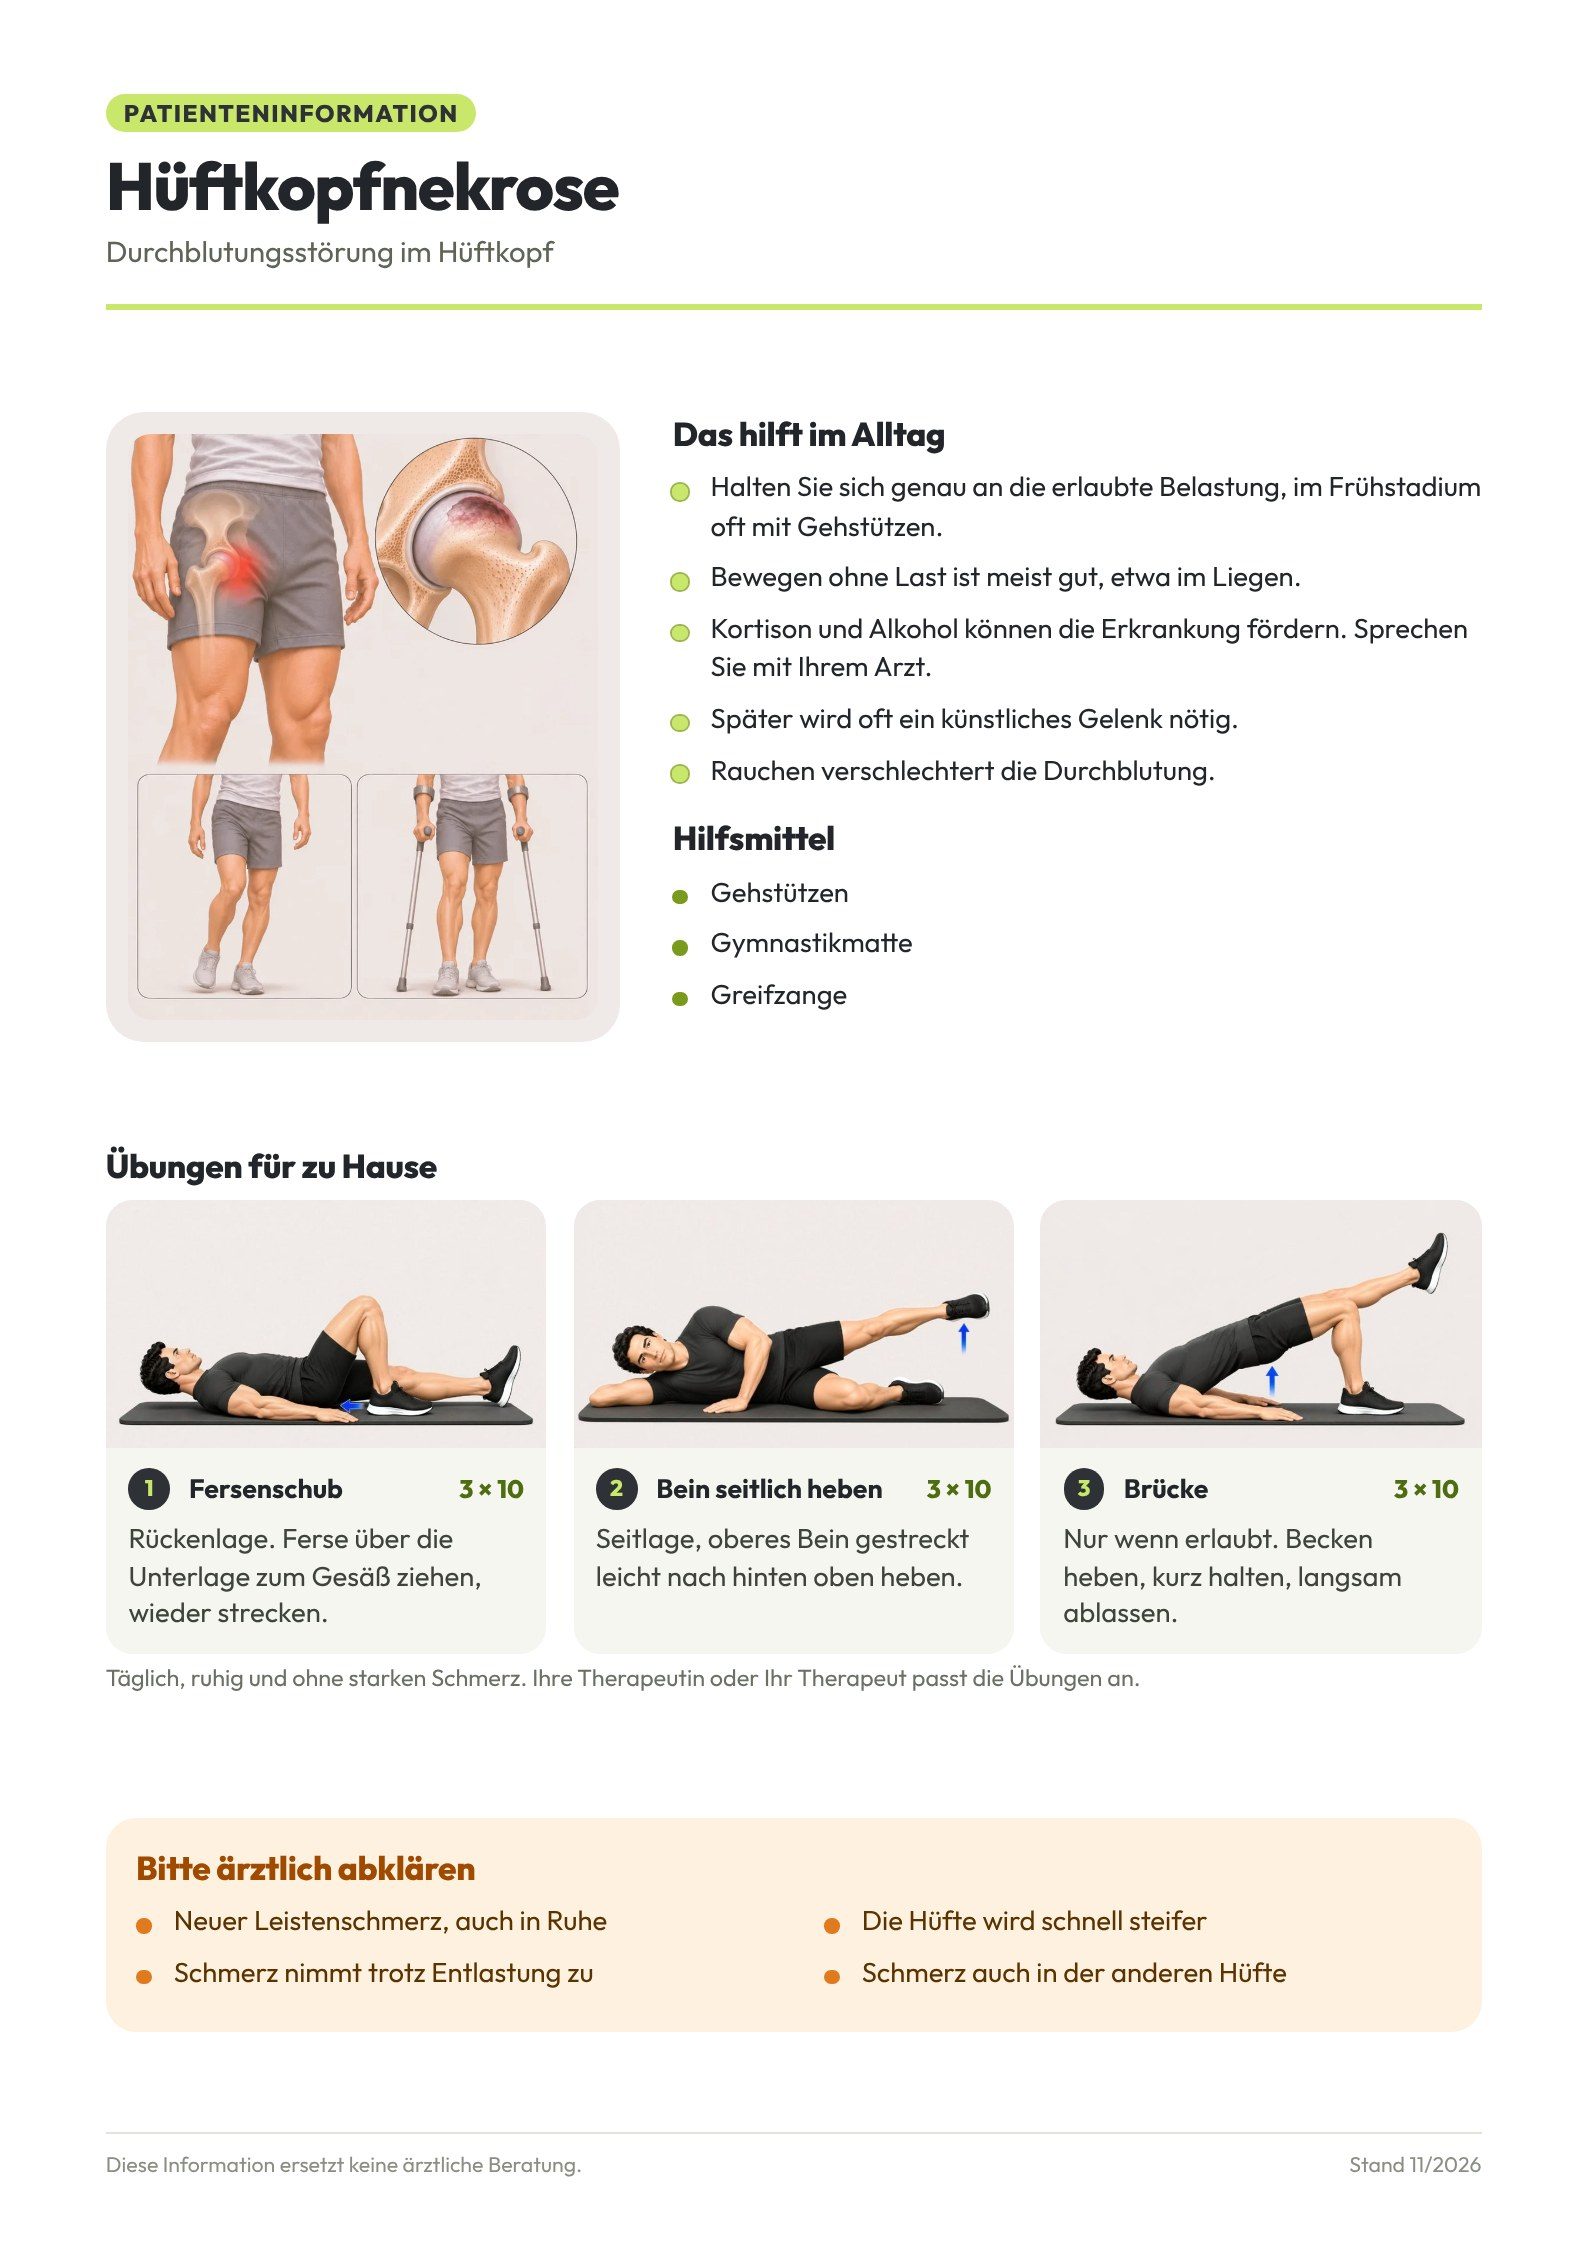 PATIENTENINFORMATION
Hüftkopfnekrose
Durchblutungsstörung im Hüftkopf
Das hilft im Alltag
Halten Sie sich genau an die erlaubte Belastung, im Frühstadium
oft mit Gehstützen.
Bewegen ohne Last ist meist gut, etwa im Liegen.
Kortison und Alkohol können die Erkrankung fördern. Sprechen
Sie mit Ihrem Arzt.
Später wird oft ein künstliches Gelenk nötig.
Rauchen verschlechtert die Durchblutung.
Hilfsmittel
Gehstützen
Gymnastikmatte
Greifzange
Übungen für zu Hause
1 Fersenschub 3 × 10
Rückenlage. Ferse über die
Unterlage zum Gesäß ziehen,
wieder strecken.
2 Bein seitlich heben 3 × 10
Seitlage, oberes Bein gestreckt
leicht nach hinten oben heben.
3 Brücke 3 × 10
Nur wenn erlaubt. Becken
heben, kurz halten, langsam
ablassen.
Täglich, ruhig und ohne starken Schmerz. Ihre Therapeutin oder Ihr Therapeut passt die Übungen an.
Bitte ärztlich abklären
Neuer Leistenschmerz, auch in Ruhe
Schmerz nimmt trotz Entlastung zu
Die Hüfte wird schnell steifer
Schmerz auch in der anderen Hüfte
Diese Information ersetzt keine ärztliche Beratung.
Stand 11/2026